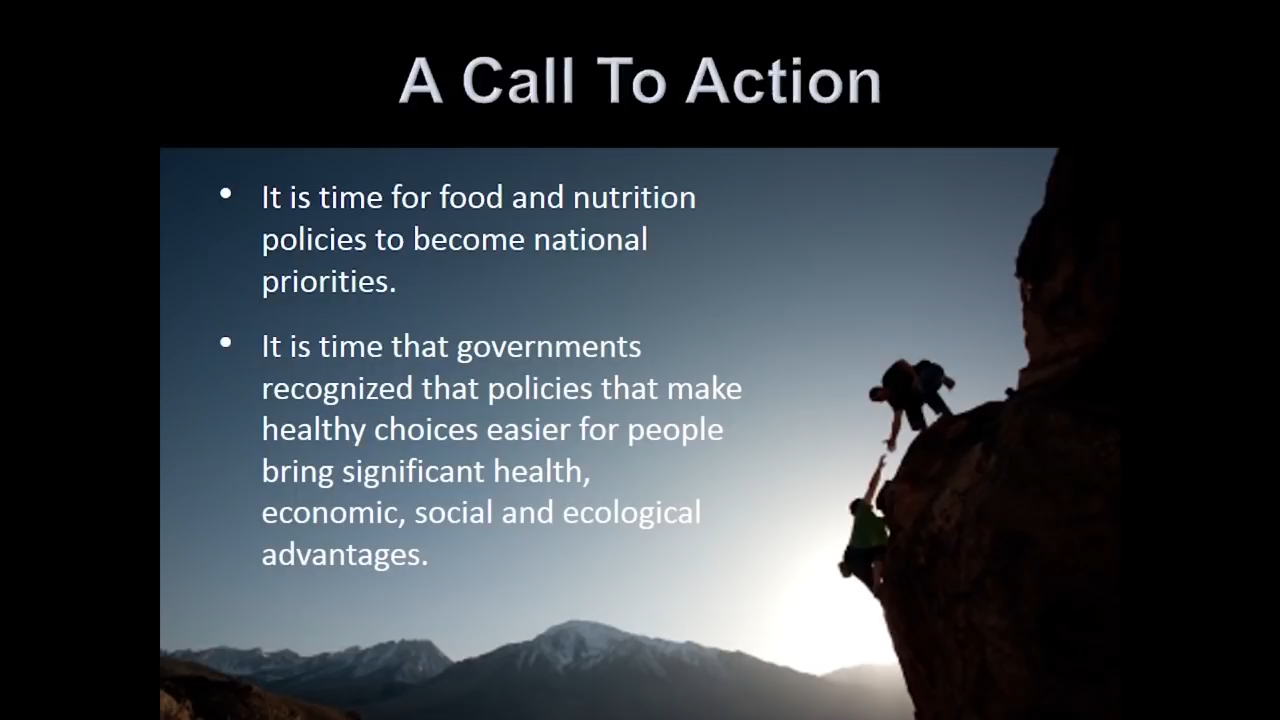 A Call To Action
• It is time for food and nutrition
policies to become national
priorities.
• It is time that governments
recognized that policies that make
healthy choices easier for people
bring significant health,
economic, social and ecological
advantages.